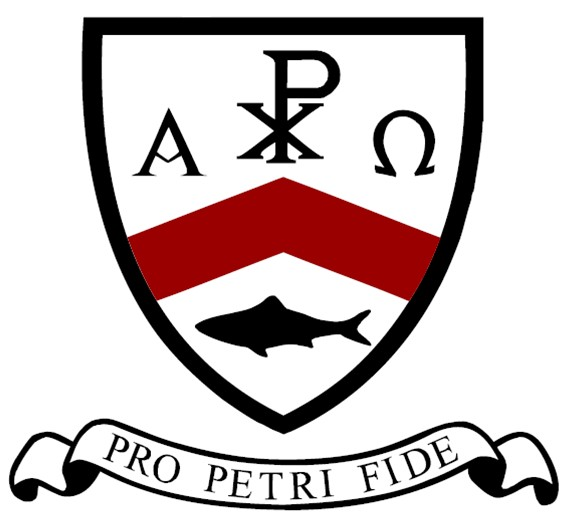 Α ☧ Ω
PRO PETRI FIDE